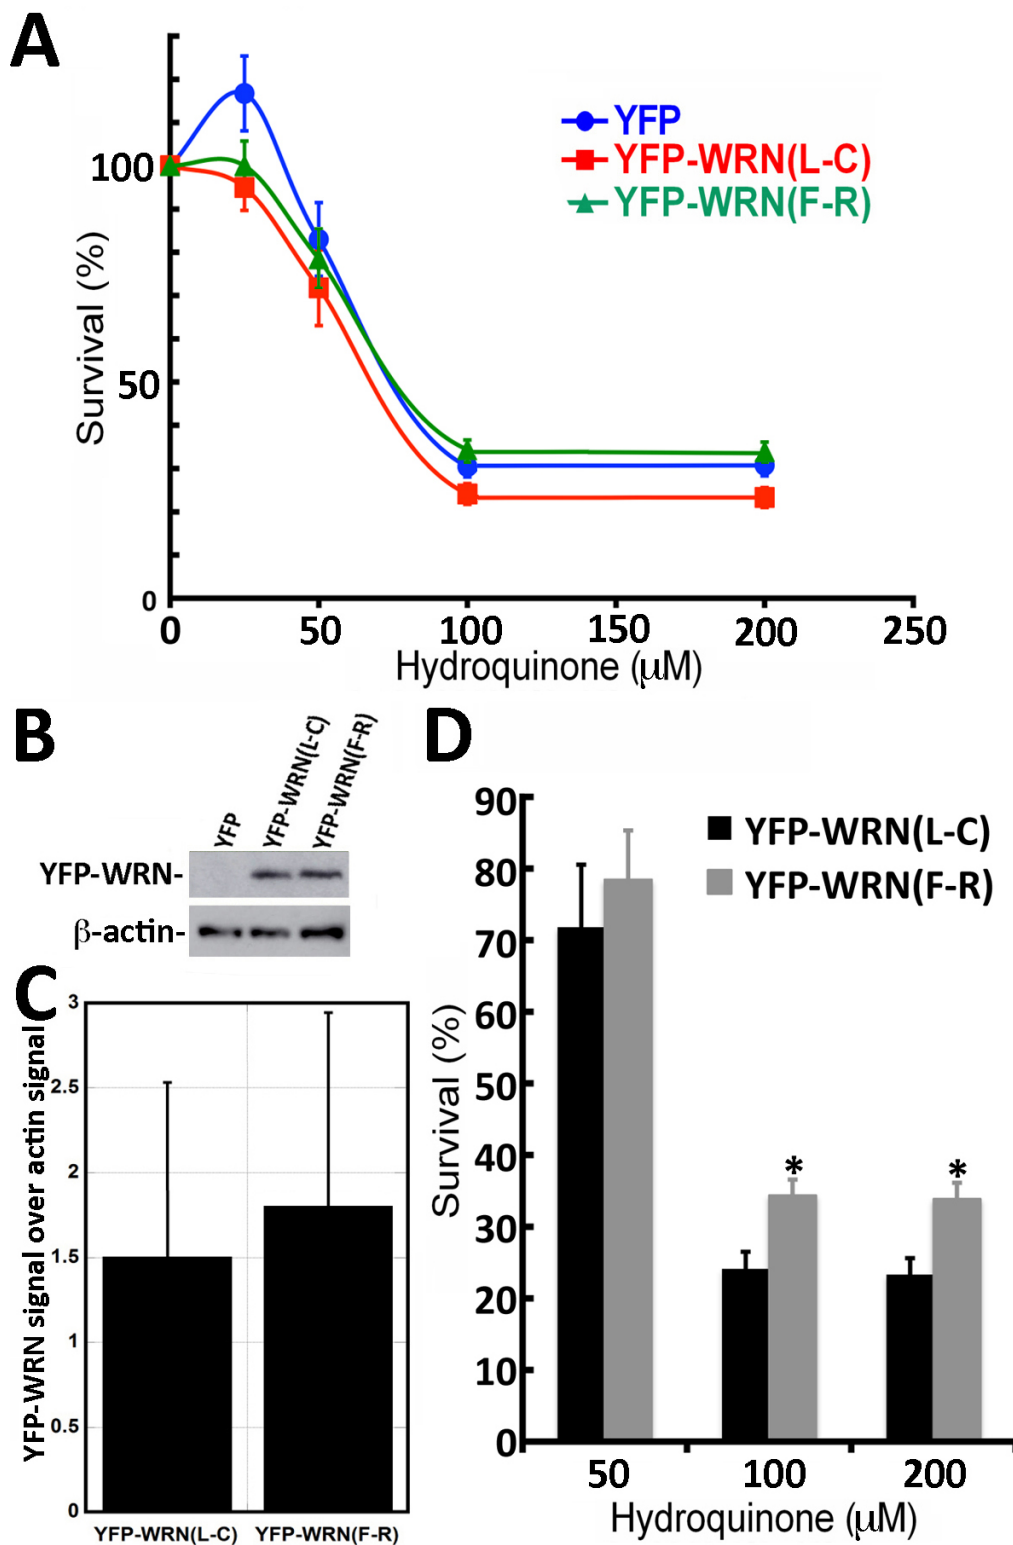 A
YFP
YFP-WRN(L-C)
YFP-WRN(F-R)
100
50
0
Survival (%)
0 50 100 150 200 250
Hydroquinone (μM)
B
YFP
YFP-WRN(L-C)
YFP-WRN(F-R)
YFP-WRN-
β-actin-
C
YFP-WRN signal over actin signal
3
2.5
2
1.5
1
0.5
0
YFP-WRN(L-C) YFP-WRN(F-R)
D
YFP-WRN(L-C)
YFP-WRN(F-R)
Survival (%)
90
80
70
60
50
40
30
20
10
0
* *
50 100 200
Hydroquinone (μM)